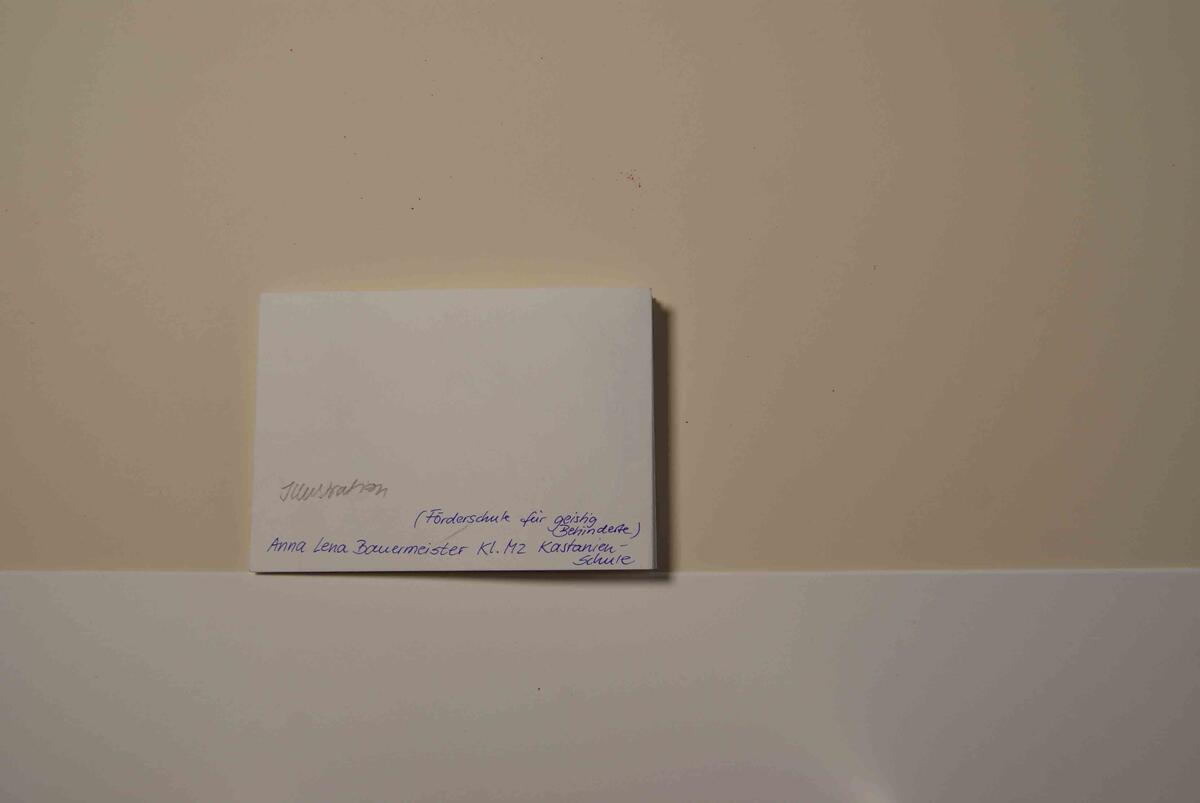 Illustration
(Förderschule für geistig
Behinderte)
Anna Lena Bauermeister Kl. M2 Kastanien-
schule